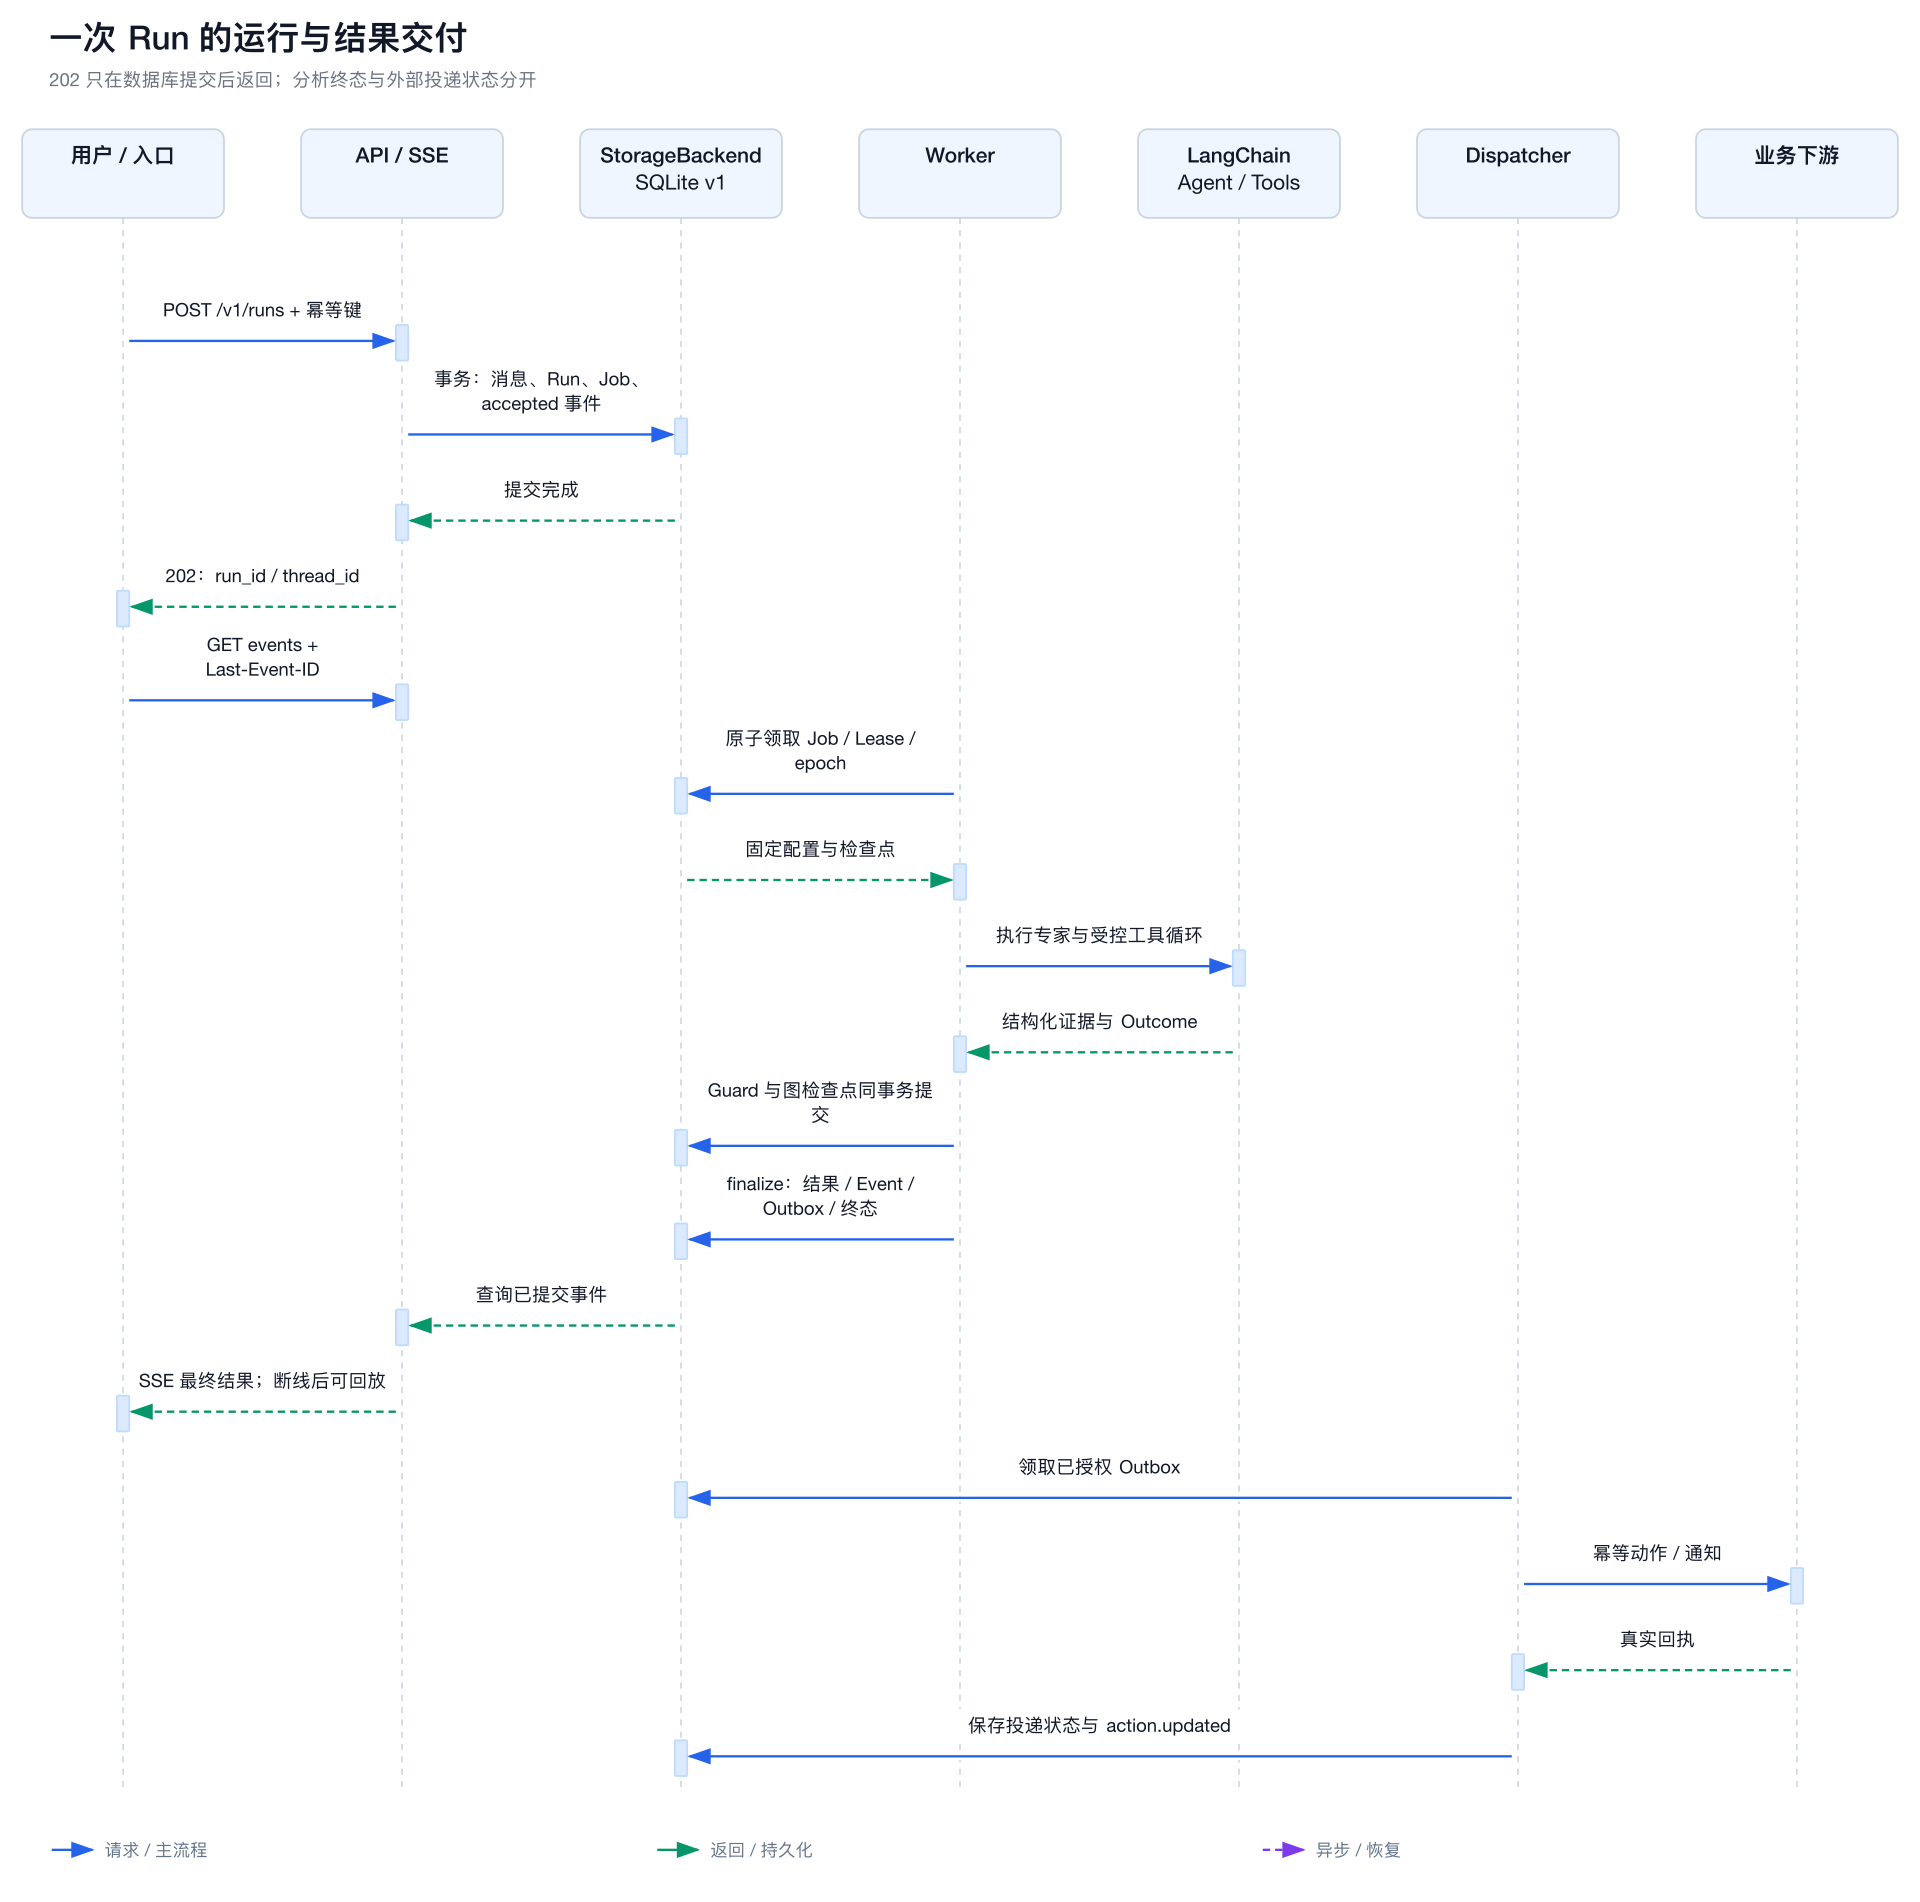 一次 Run 的运行与结果交付
202 只在数据库提交后返回；分析终态与外部投递状态分开
用户 / 入口
API / SSE
StorageBackend
SQLite v1
Worker
LangChain
Agent / Tools
Dispatcher
业务下游
POST /v1/runs + 幂等键
事务：消息、Run、Job、
accepted 事件
提交完成
202：run_id / thread_id
GET events +
Last-Event-ID
原子领取 Job / Lease /
epoch
固定配置与检查点
执行专家与受控工具循环
结构化证据与 Outcome
Guard 与图检查点同事务提
交
finalize：结果 / Event /
Outbox / 终态
查询已提交事件
SSE 最终结果；断线后可回放
领取已授权 Outbox
幂等动作 / 通知
真实回执
保存投递状态与 action.updated
请求 / 主流程
返回 / 持久化
异步 / 恢复